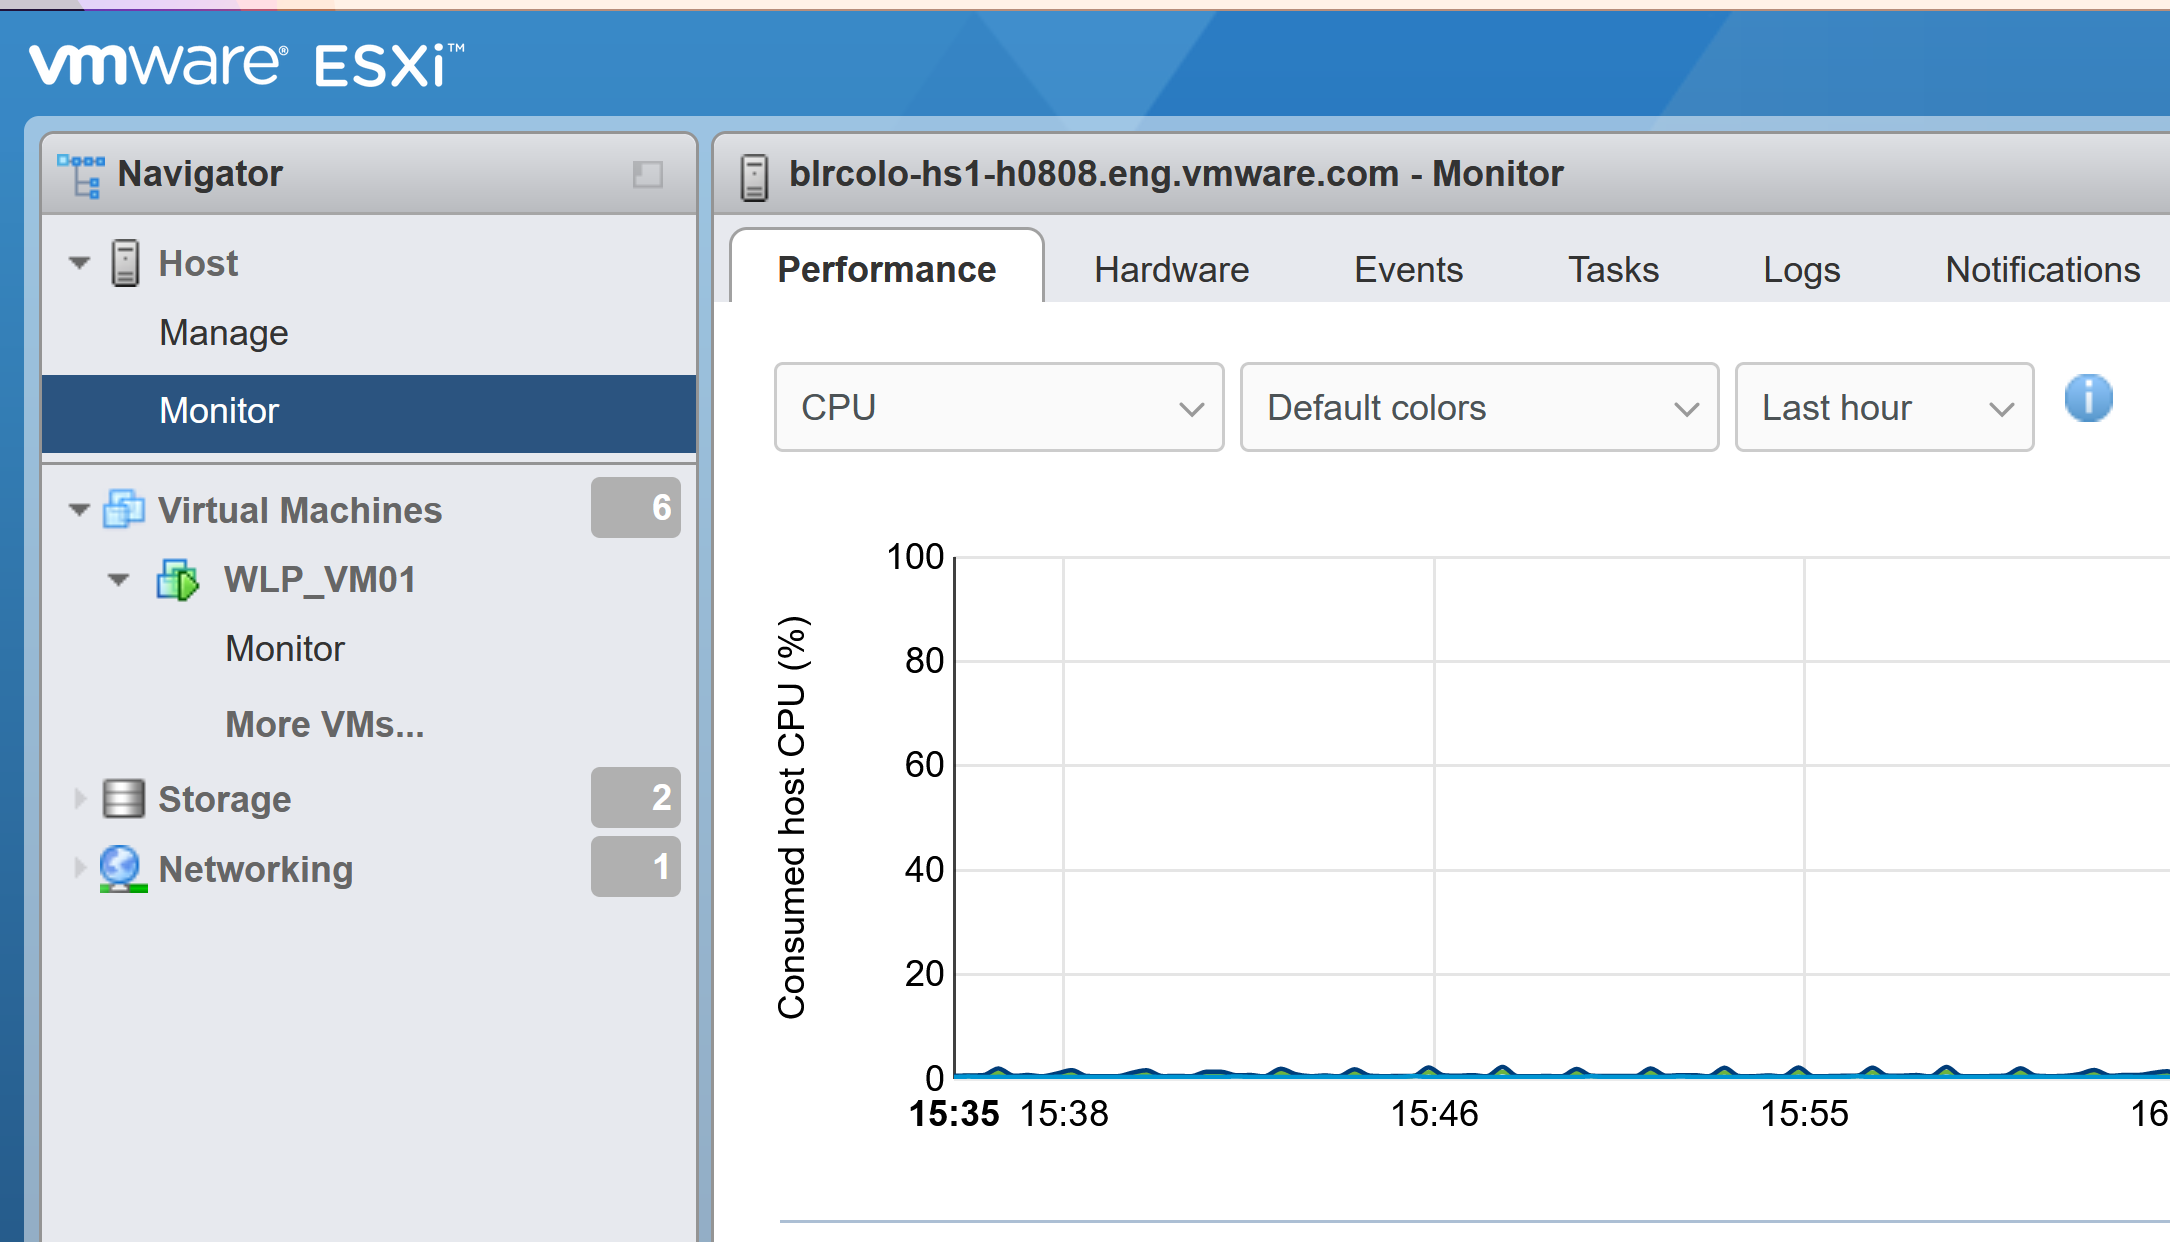 vmware® ESXi™
Navigator
Host
Manage
Monitor
Virtual Machines 6
WLP_VM01
Monitor
More VMs...
Storage 2
Networking 1
blrcolo-hs1-h0808.eng.vmware.com - Monitor
Performance Hardware Events Tasks Logs Notifications
CPU Default colors Last hour
Consumed host CPU (%)
100
80
60
40
20
0
15:35 15:38 15:46 15:55 16